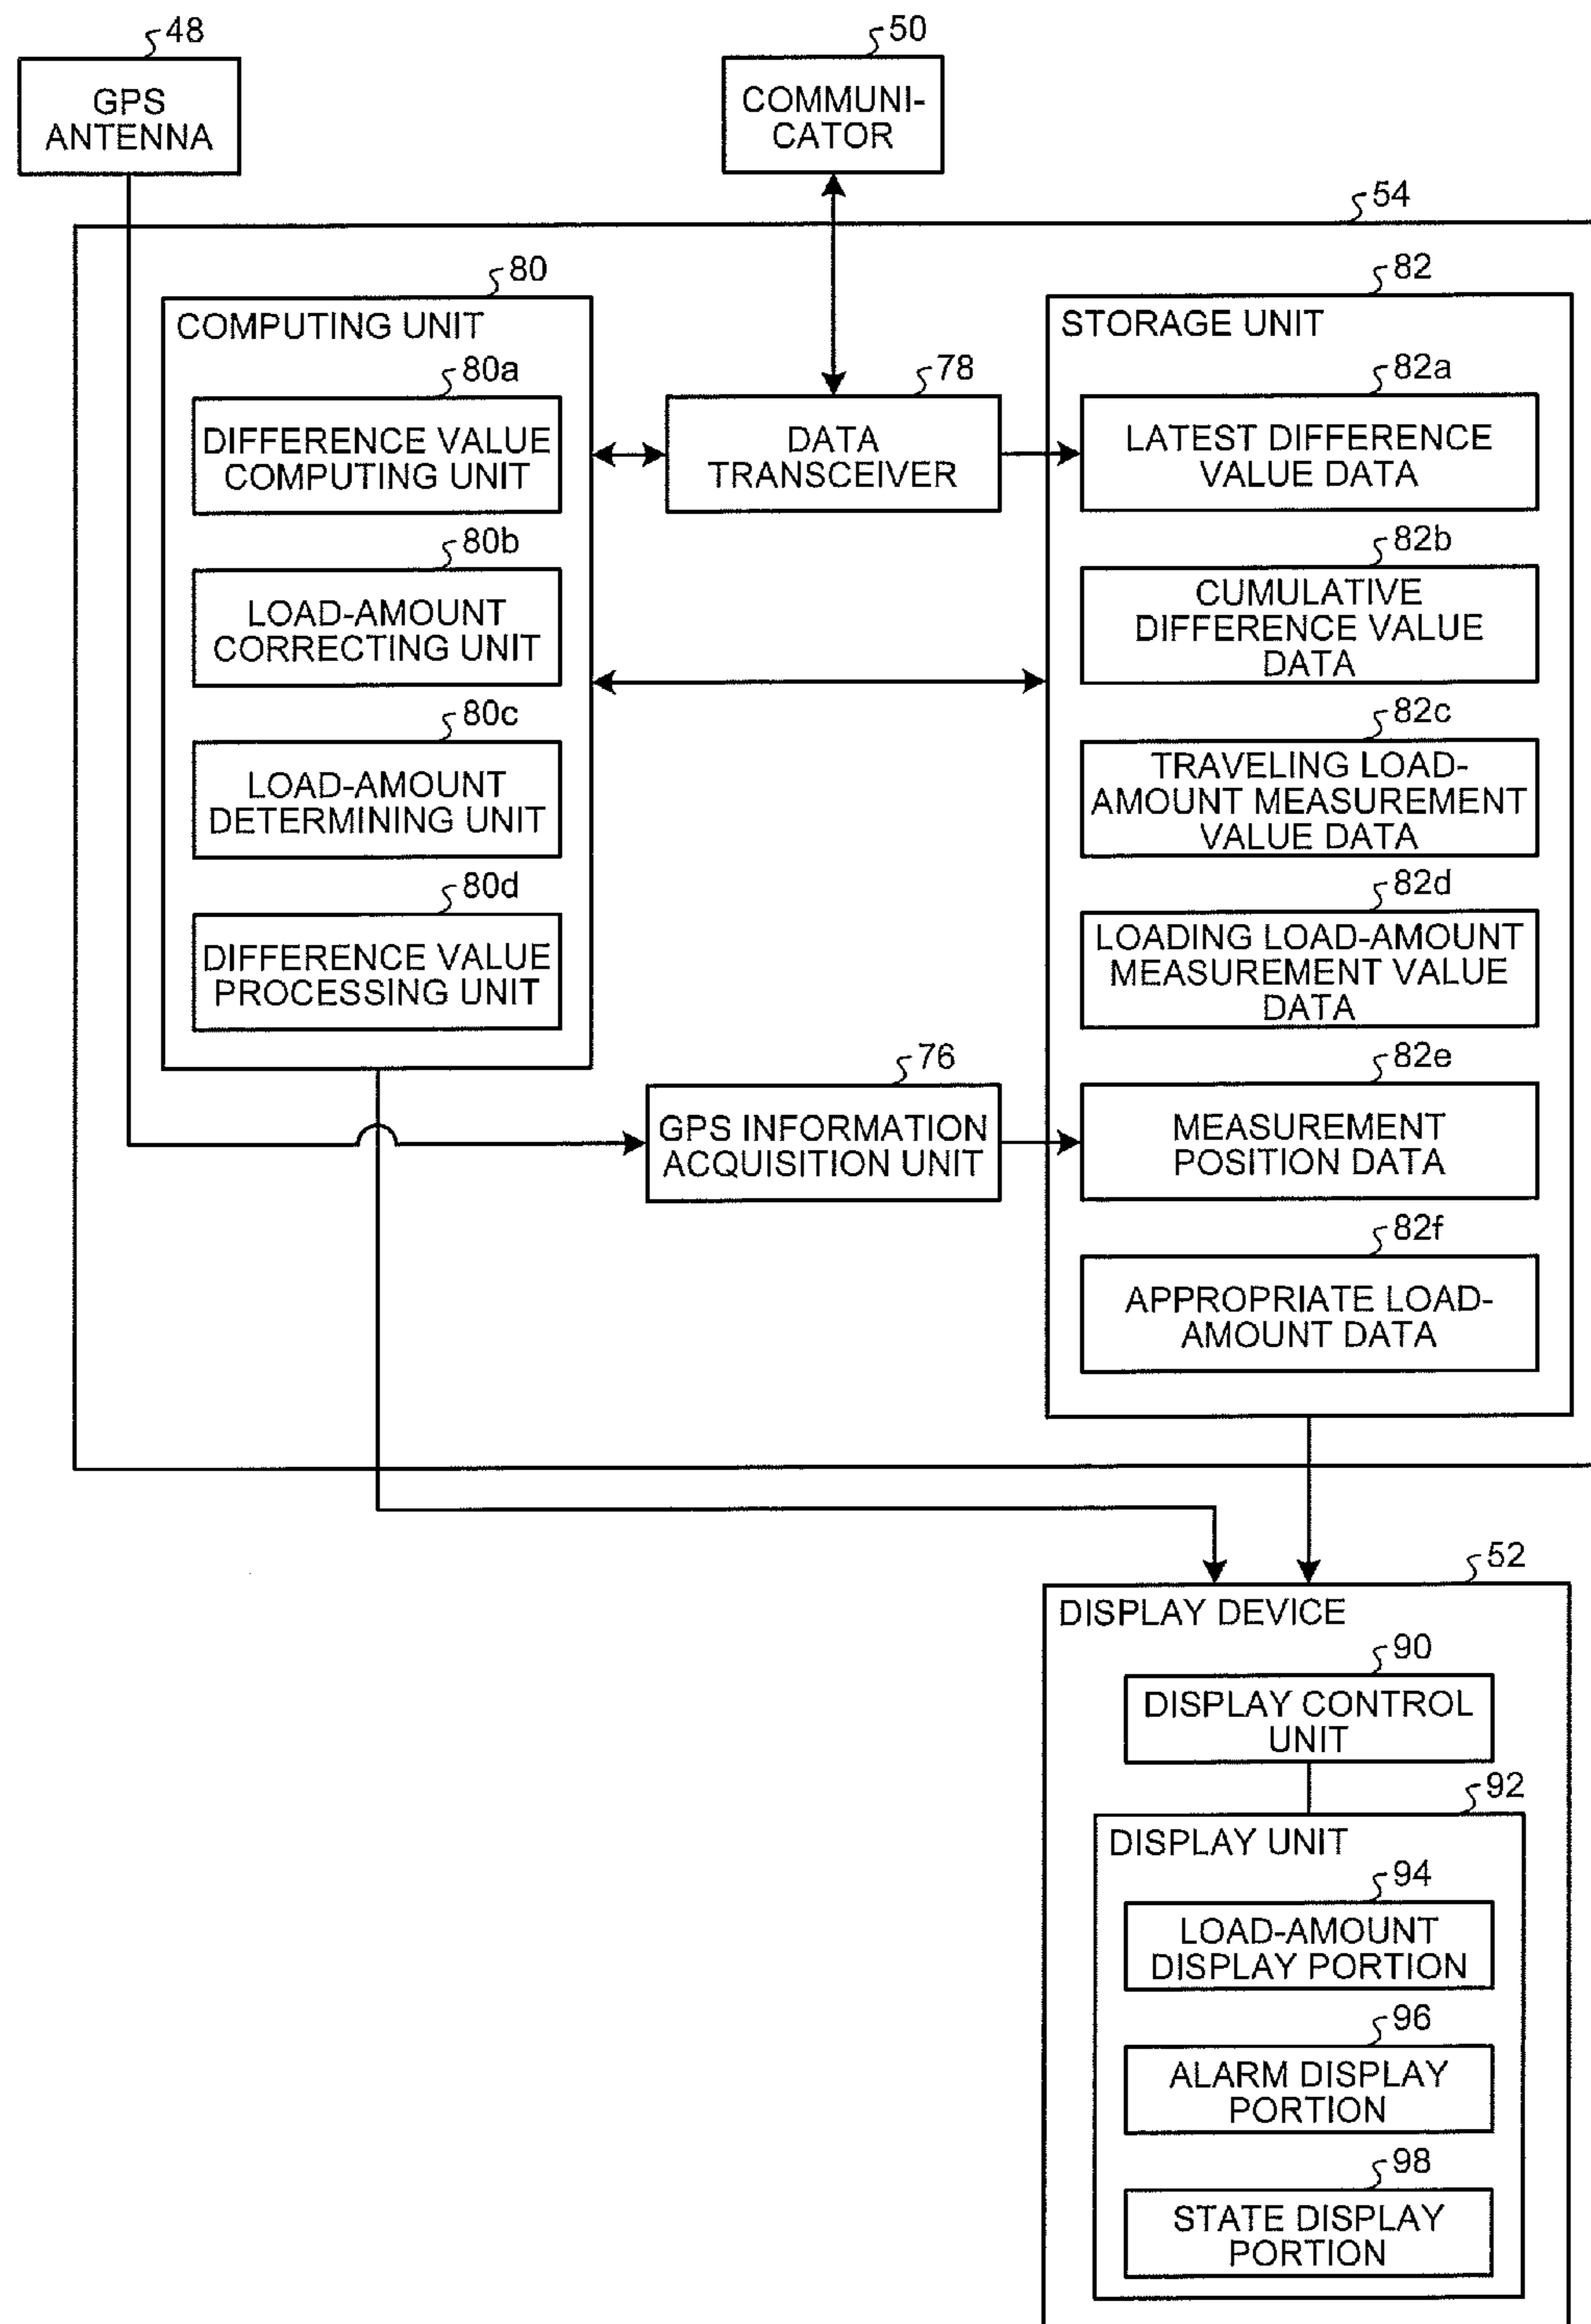 48
GPS
ANTENNA
50
COMMUNI-
CATOR
54
80
COMPUTING UNIT
80a
DIFFERENCE VALUE
COMPUTING UNIT
80b
LOAD-AMOUNT
CORRECTING UNIT
80c
LOAD-AMOUNT
DETERMINING UNIT
80d
DIFFERENCE VALUE
PROCESSING UNIT
78
DATA
TRANSCEIVER
76
GPS INFORMATION
ACQUISITION UNIT
82
STORAGE UNIT
82a
LATEST DIFFERENCE
VALUE DATA
82b
CUMULATIVE
DIFFERENCE VALUE
DATA
82c
TRAVELING LOAD-
AMOUNT MEASUREMENT
VALUE DATA
82d
LOADING LOAD-AMOUNT
MEASUREMENT VALUE
DATA
82e
MEASUREMENT
POSITION DATA
82f
APPROPRIATE LOAD-
AMOUNT DATA
52
DISPLAY DEVICE
90
DISPLAY CONTROL
UNIT
92
DISPLAY UNIT
94
LOAD-AMOUNT
DISPLAY PORTION
96
ALARM DISPLAY
PORTION
98
STATE DISPLAY
PORTION